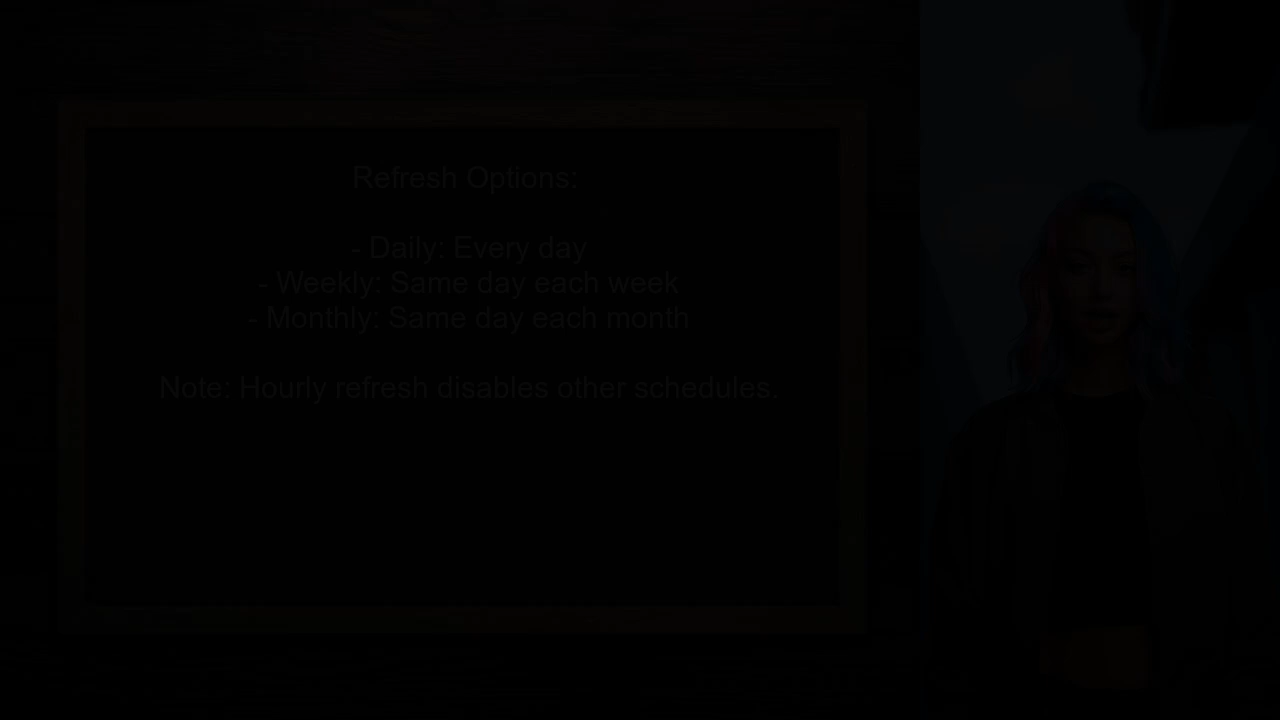 Refresh Options:
- Daily: Every day
- Weekly: Same day each week
- Monthly: Same day each month
Note: Hourly refresh disables other schedules.